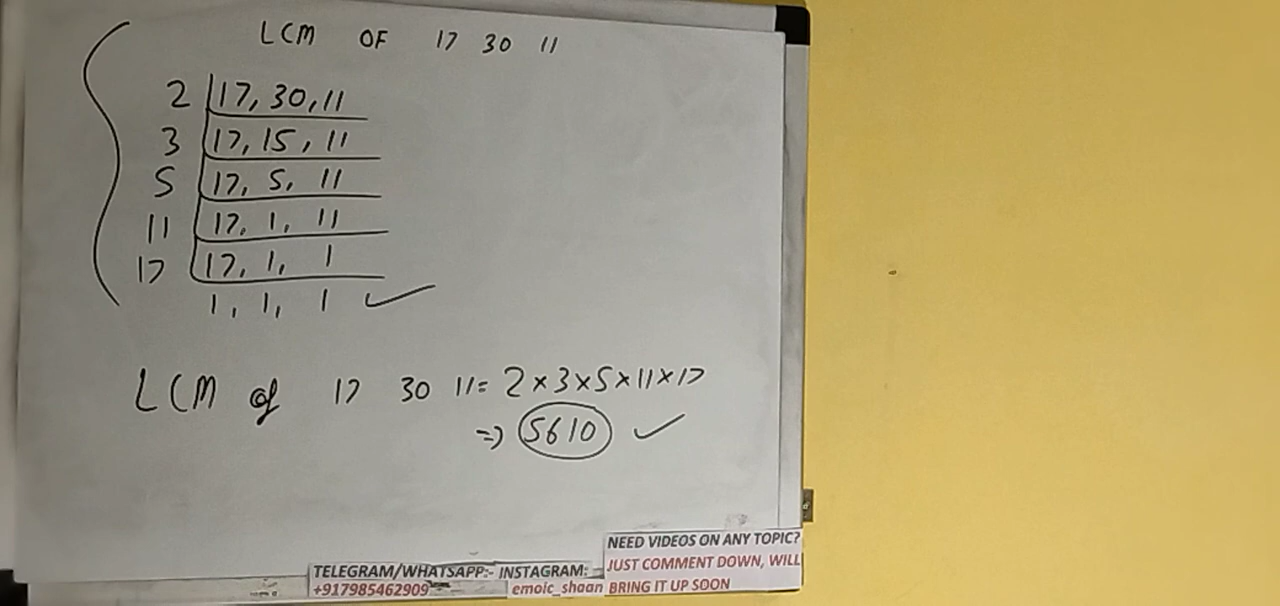 LCM OF 17 30 11
2 17, 30, 11
3 17, 15, 11
5 17, 5, 11
11 17, 1, 11
17 17, 1, 1
1, 1, 1
LCM of 17 30 11 = 2×3×5×11×17
=> 5610
NEED VIDEOS ON ANY TOPIC?
JUST COMMENT DOWN, WILL
BRING IT UP SOON
TELEGRAM/WHATSAPP:- INSTAGRAM:
+917985462909 emoic_shaan